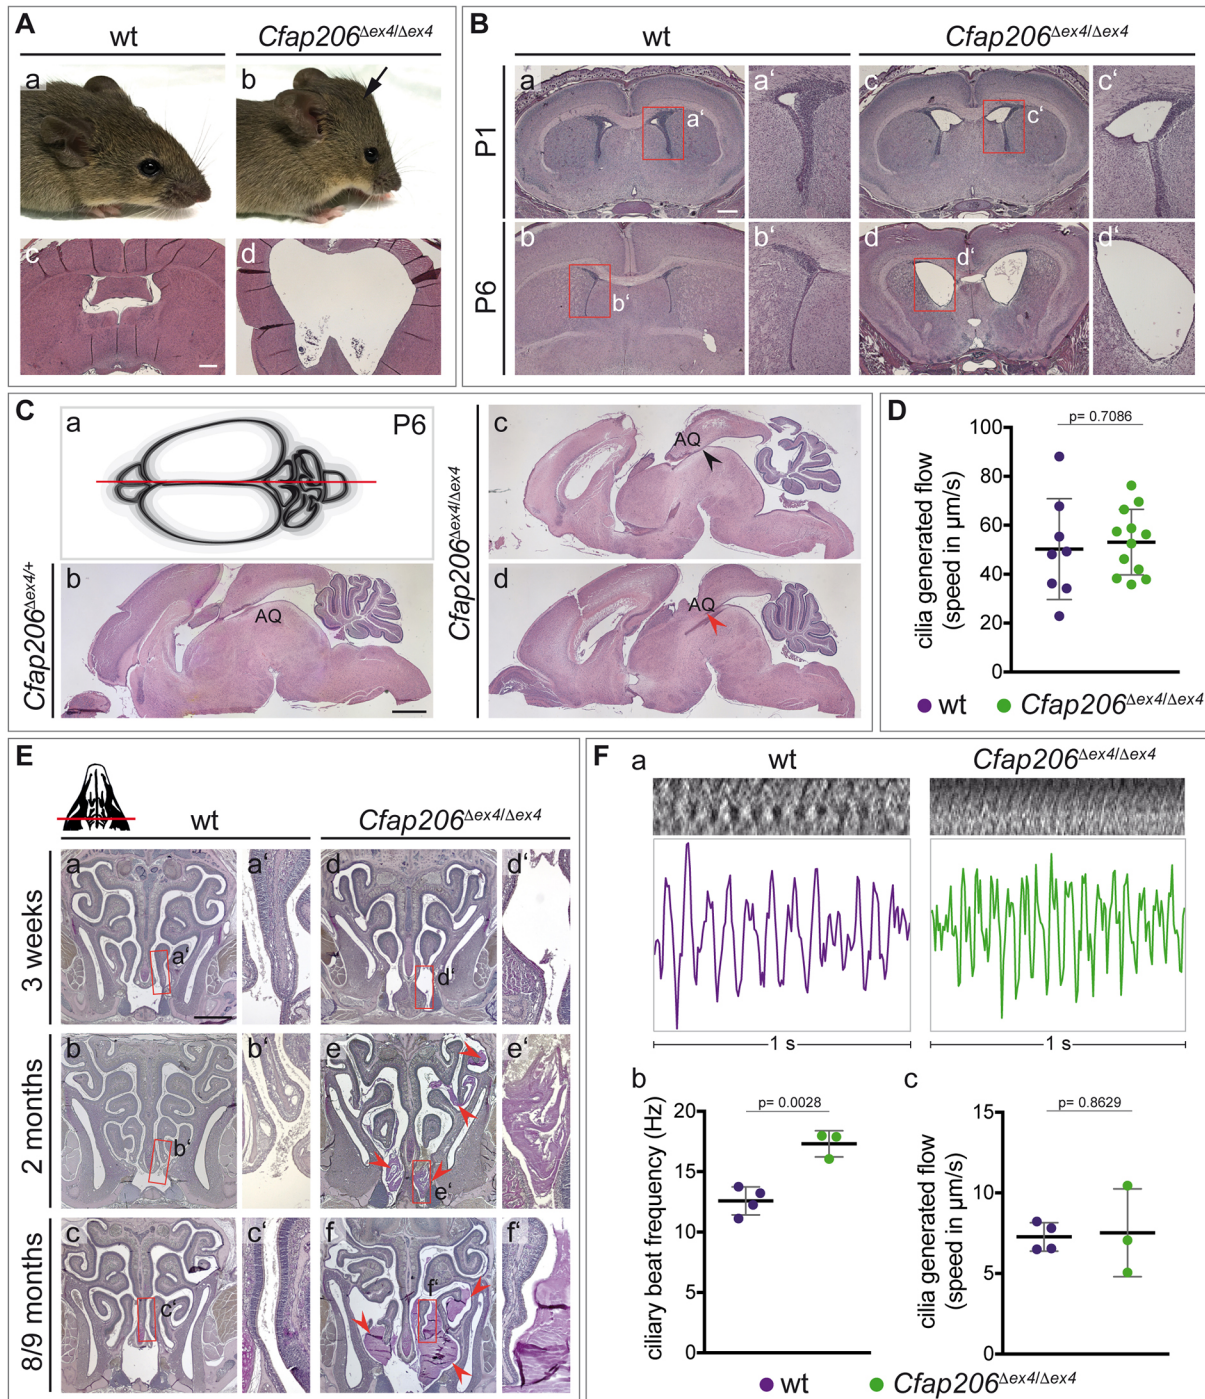 A
wt
Cfap206Δex4/Δex4
a
b
c
d
B
wt
Cfap206Δex4/Δex4
P1
a
a'
a'
c
c'
c'
P6
b
b'
b'
d
d'
d'
C
a
P6
Cfap206Δex4/+
b
AQ
Cfap206Δex4/Δex4
c
AQ
d
AQ
D
p= 0.7086
cilia generated flow
(speed in µm/s)
100
80
60
40
20
0
wt
Cfap206Δex4/Δex4
E
wt
Cfap206Δex4/Δex4
3 weeks
a
a'
a'
d
d'
d'
2 months
b
b'
b'
e
e'
e'
8/9 months
c
c'
c'
f
f'
f'
F
a
wt
Cfap206Δex4/Δex4
1 s
1 s
b
p= 0.0028
ciliary beat frequency (Hz)
20
15
10
5
0
c
p= 0.8629
cilia generated flow
(speed in µm/s)
15
10
5
0
wt
Cfap206Δex4/Δex4